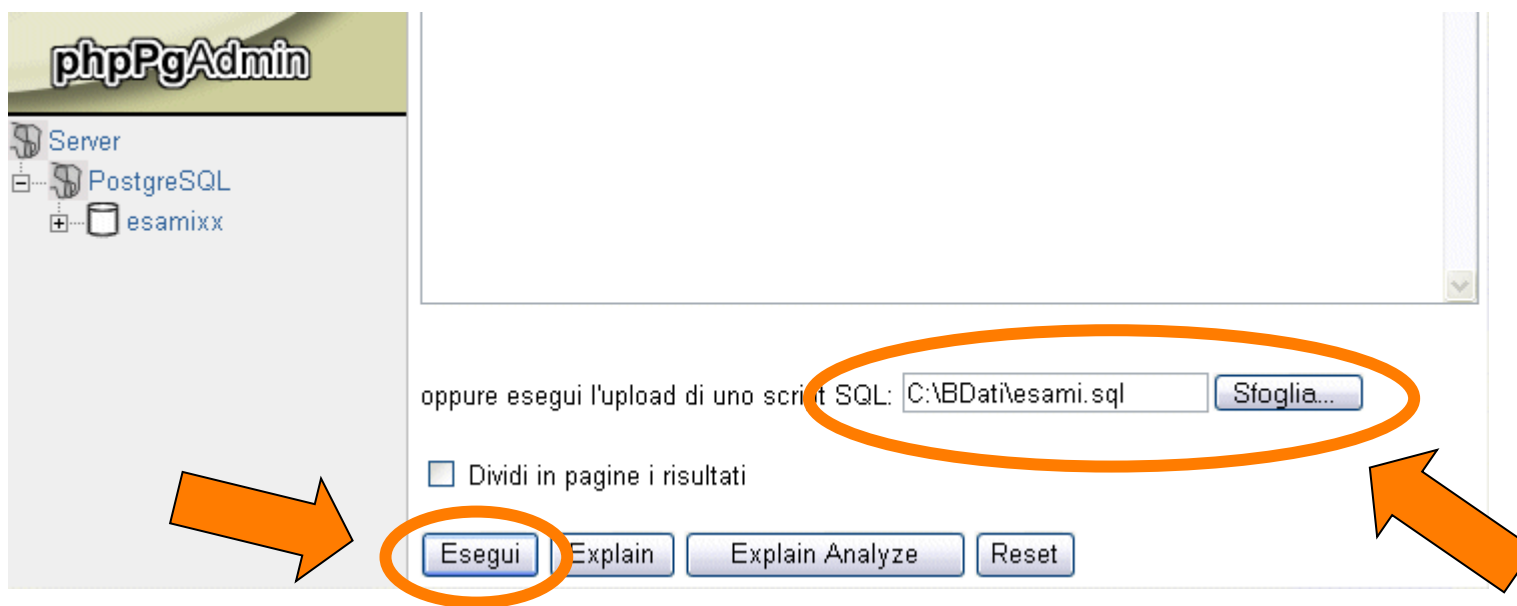 phpPgAdmin
Server
PostgreSQL
esamixx
oppure esegui l'upload di uno script SQL: C:\BDati\esami.sql Sfoglia...
Dividi in pagine i risultati
Esegui Explain Explain Analyze Reset